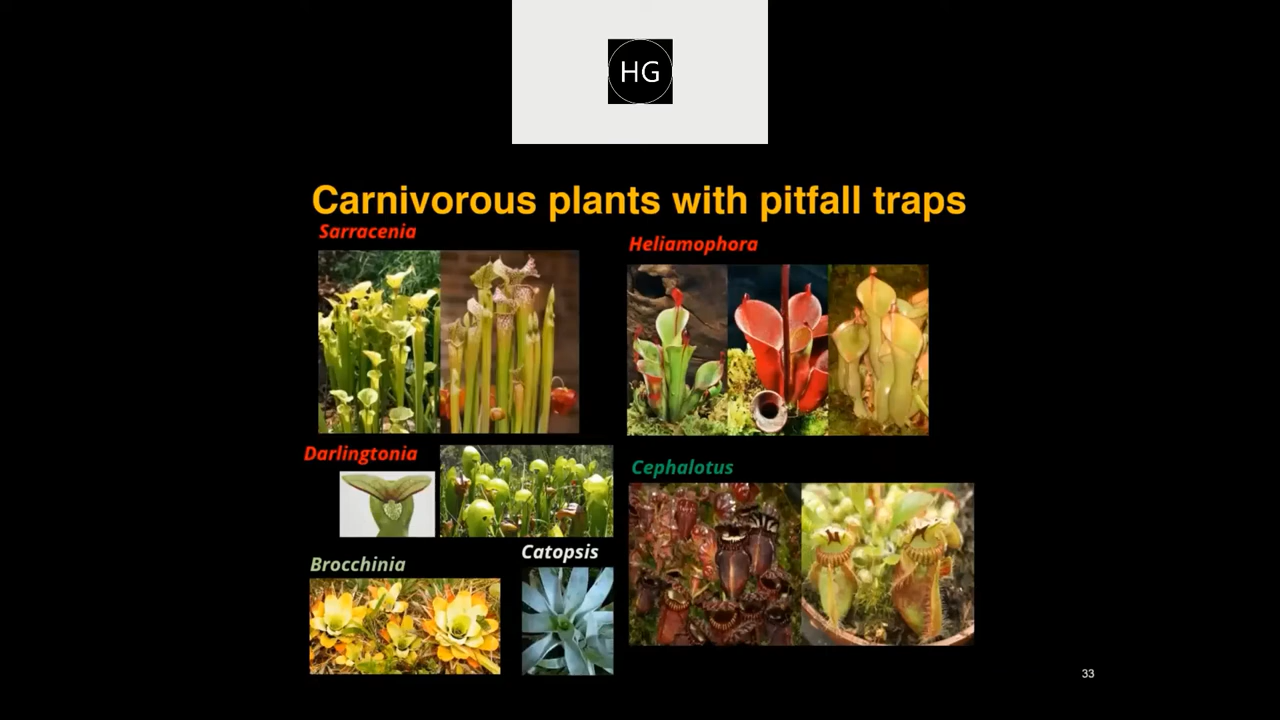 HG
Carnivorous plants with pitfall traps
Sarracenia
Heliamophora
Darlingtonia
Cephalotus
Brocchinia
Catopsis
33